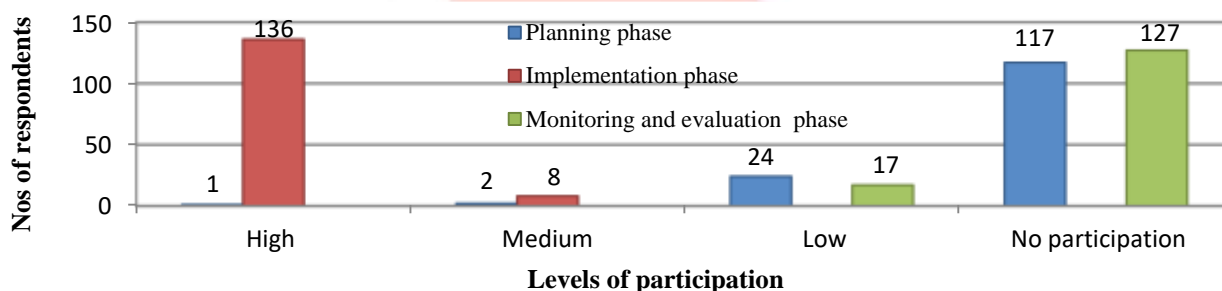 Nos of respondents
150
100
50
0
1
136
2
8
24
17
117
127
Planning phase
Implementation phase
Monitoring and evaluation phase
High
Medium
Low
No participation
Levels of participation